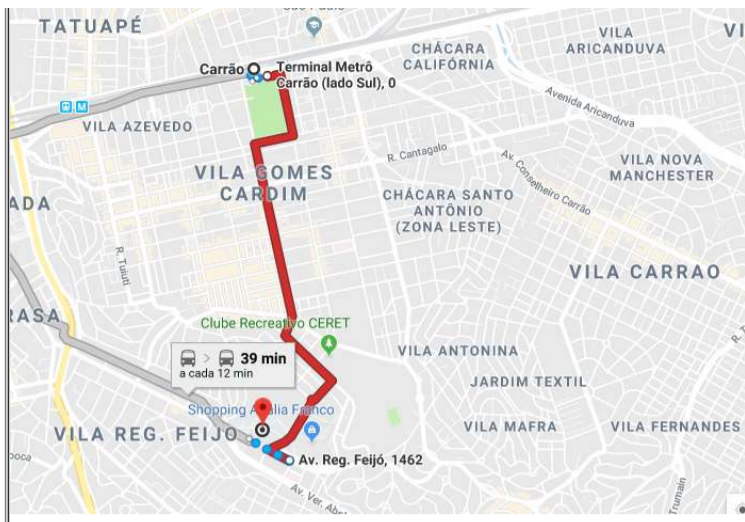 TATUAPÉ
CHÁCARA
CALIFÓRNIA
VILA
ARICANDUVA
Carrão
Terminal Metrô
Carrão (lado Sul), 0
Avenida Aricanduva
M
VILA AZEVEDO
R. Cantagalo
Av. Conselheiro Carrão
VILA NOVA
MANCHESTER
VILA GOMES
CARDIM
CHÁCARA SANTO
ANTÔNIO
(ZONA LESTE)
ADA
R. Tuiuti
VILA CARRAO
RASA
Clube Recreativo CERET
39 min
a cada 12 min
VILA ANTONINA
JARDIM TEXTIL
Shopping Anália Franco
VILA REG. FEIJO
VILA MAFRA
VILA FERNANDES
Av. Reg. Feijó, 1462